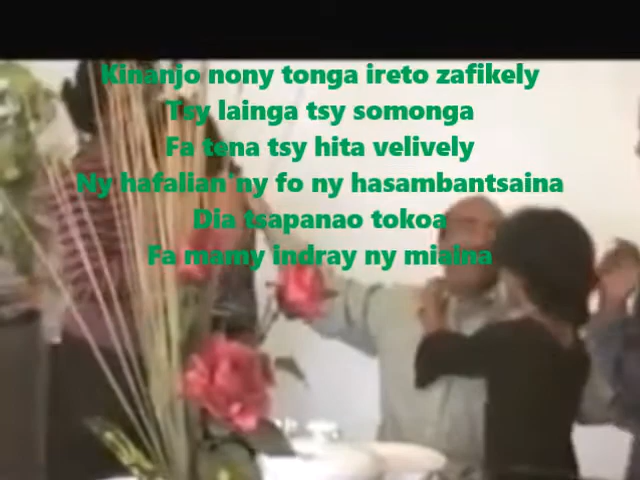 Kinanjo nony tonga ireto zafikely
Tsy lainga tsy somonga
Fa tena tsy hita velively
Ny hafalian'ny fo ny hasambantsaina
Dia tsapanao tokoa
Fa mamy indray ny miaina